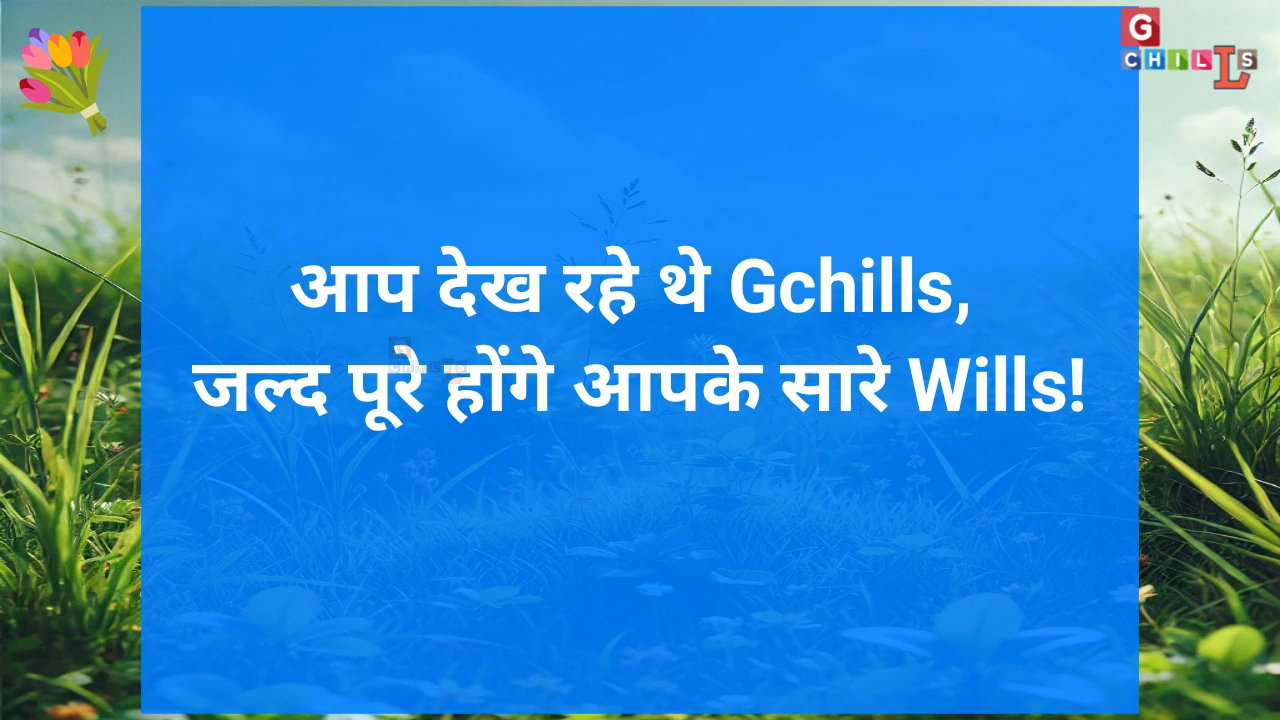 G
CHILLS
आप देख रहे थे Gchills,
जल्द पूरे होंगे आपके सारे Wills!